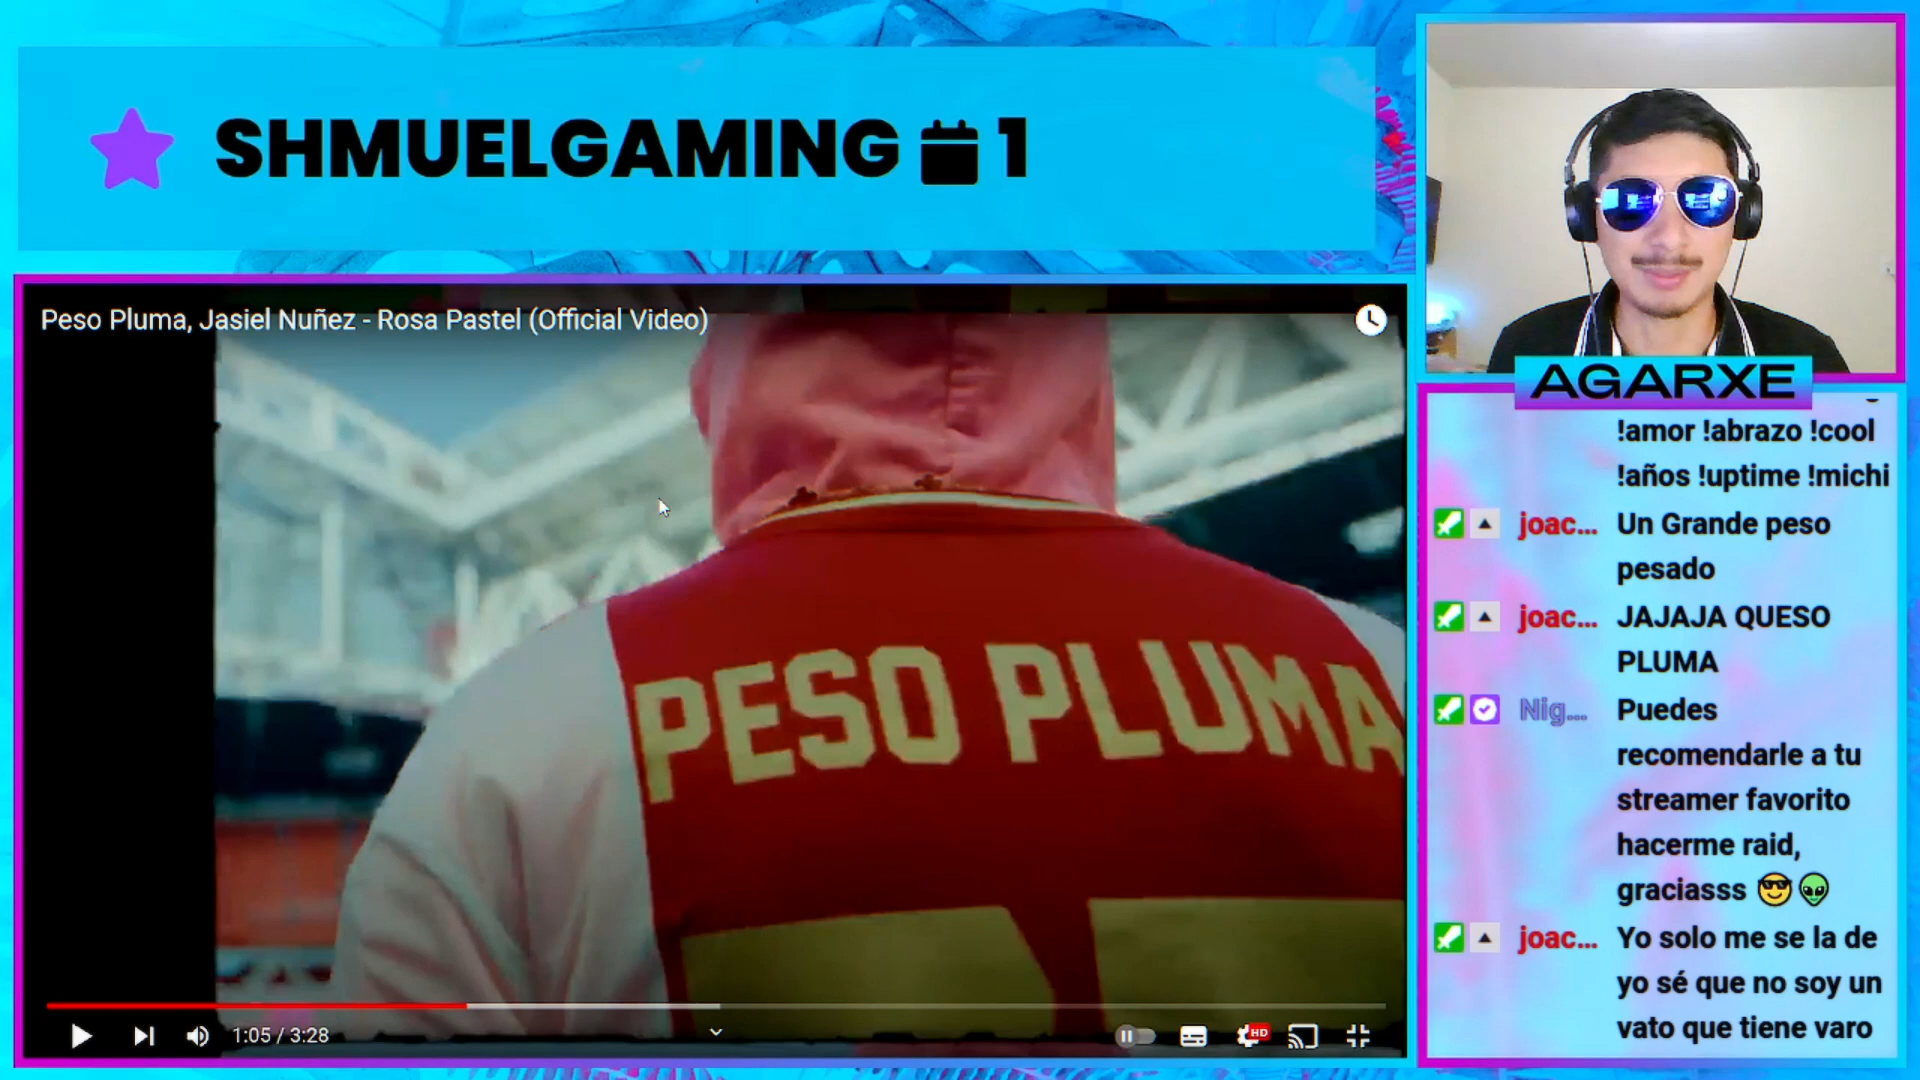 SHMUELGAMING 1
Peso Pluma, Jasiel Nuñez - Rosa Pastel (Official Video)
PESO PLUMA
1:05 / 3:28
HD
AGARXE
!amor !abrazo !cool
!años !uptime !michi
joac... Un Grande peso
pesado
joac... JAJAJA QUESO
PLUMA
Nig... Puedes
recomendarle a tu
streamer favorito
hacerme raid,
graciasss 😎👽
joac... Yo solo me se la de
yo sé que no soy un
vato que tiene varo